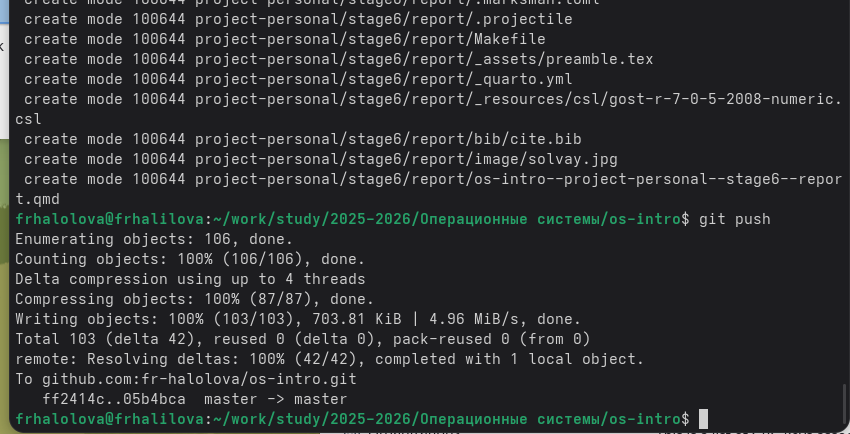 create mode 100644 project-personal/stage6/report/.marksman.toml
create mode 100644 project-personal/stage6/report/.projectile
create mode 100644 project-personal/stage6/report/Makefile
create mode 100644 project-personal/stage6/report/_assets/preamble.tex
create mode 100644 project-personal/stage6/report/_quarto.yml
create mode 100644 project-personal/stage6/report/_resources/csl/gost-r-7-0-5-2008-numeric.
csl
create mode 100644 project-personal/stage6/report/bib/cite.bib
create mode 100644 project-personal/stage6/report/image/solvay.jpg
create mode 100644 project-personal/stage6/report/os-intro--project-personal--stage6--repor
t.qmd
frhalolova@frhalilova:~/work/study/2025-2026/Операционные системы/os-intro$ git push
Enumerating objects: 106, done.
Counting objects: 100% (106/106), done.
Delta compression using up to 4 threads
Compressing objects: 100% (87/87), done.
Writing objects: 100% (103/103), 703.81 KiB | 4.96 MiB/s, done.
Total 103 (delta 42), reused 0 (delta 0), pack-reused 0 (from 0)
remote: Resolving deltas: 100% (42/42), completed with 1 local object.
To github.com:fr-halolova/os-intro.git
ff2414c..05b4bca master -> master
frhalolova@frhalilova:~/work/study/2025-2026/Операционные системы/os-intro$